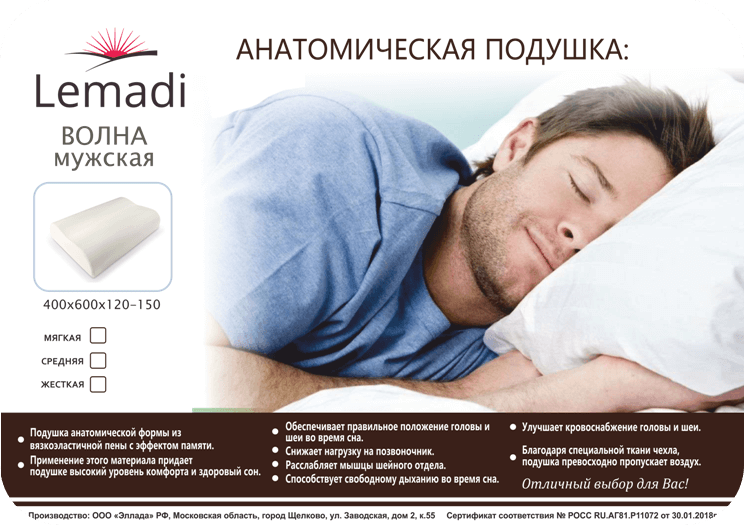 Lemadi
ВОЛНА
мужская
400x600x120-150
МЯГКАЯ
СРЕДНЯЯ
ЖЕСТКАЯ
АНАТОМИЧЕСКАЯ ПОДУШКА:
Подушка анатомической формы из
вязкоэластичной пены с эффектом памяти.
Применение этого материала придает
подушке высокий уровень комфорта и здоровый сон.
Обеспечивает правильное положение головы и
шеи во время сна.
Снижает нагрузку на позвоночник.
Расслабляет мышцы шейного отдела.
Способствует свободному дыханию во время сна.
Улучшает кровоснабжение головы и шеи.
Благодаря специальной ткани чехла,
подушка превосходно пропускает воздух.
Отличный выбор для Вас!
Производство: ООО «Эллада» РФ, Московская область, город Щелково, ул. Заводская, дом 2, к.55 Сертификат соответствия № РОСС RU.АГ81.Р11072 от 30.01.2018г